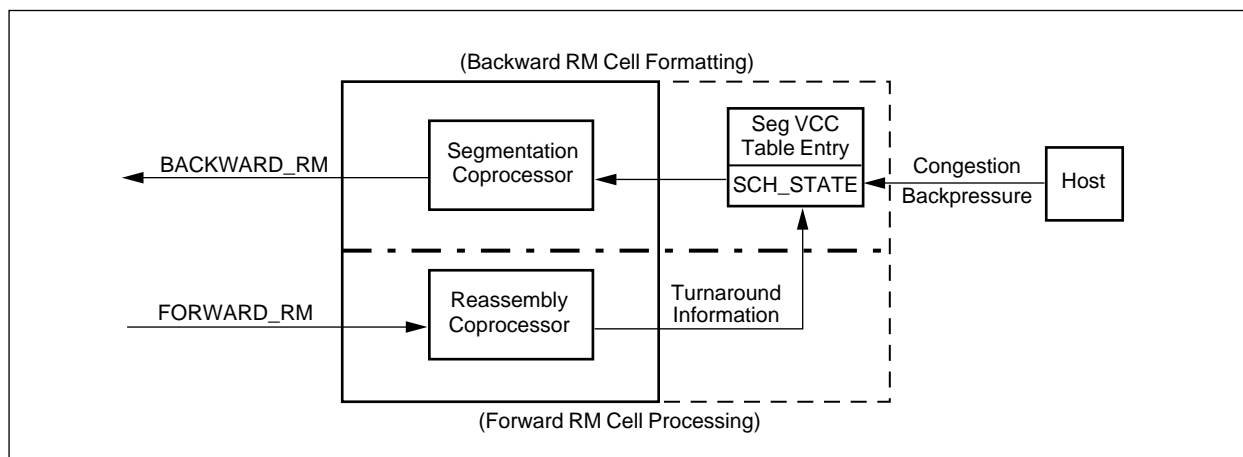 (Backward RM Cell Formatting)
BACKWARD_RM
Segmentation
Coprocessor
Seg VCC
Table Entry
SCH_STATE
Congestion
Backpressure
Host
FORWARD_RM
Reassembly
Coprocessor
Turnaround
Information
(Forward RM Cell Processing)